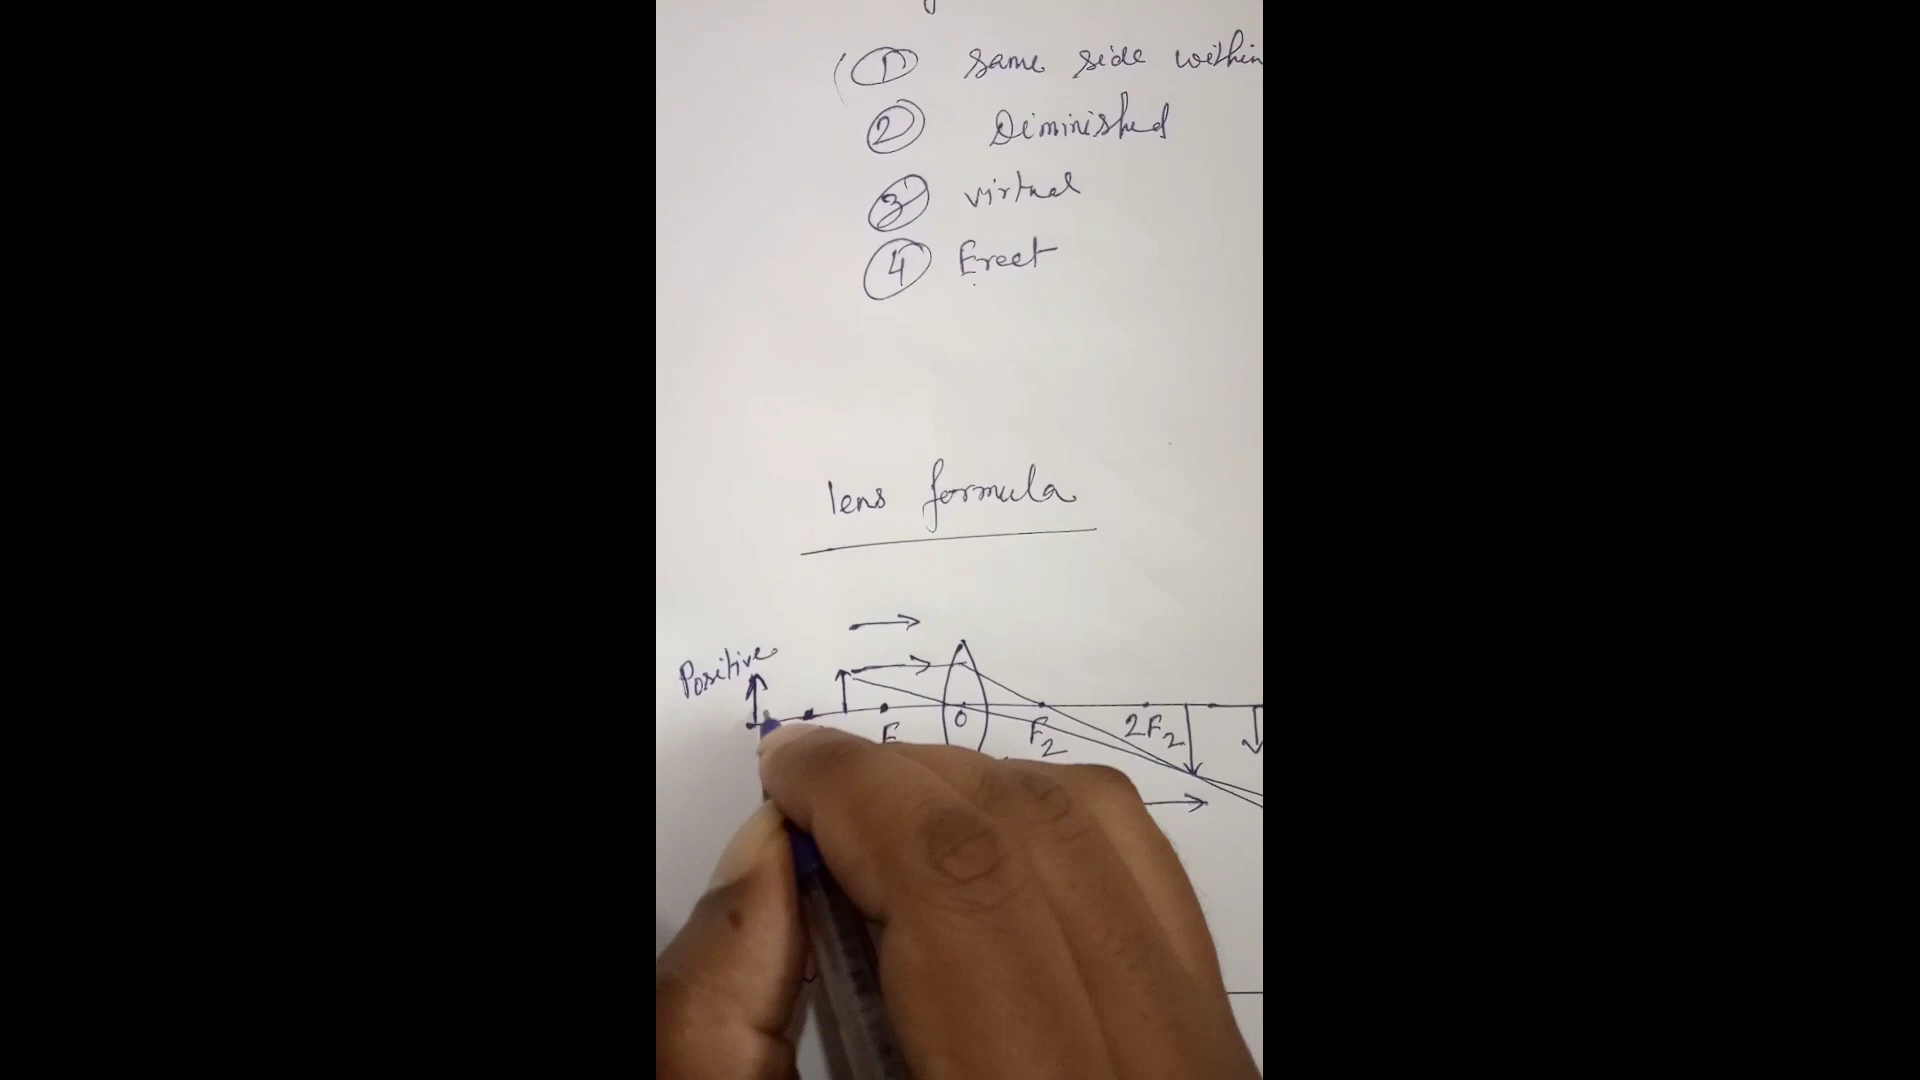 ① same side within
② Diminished
③ virtual
④ Erect
lens formula
Positive
F O F₂ 2F₂